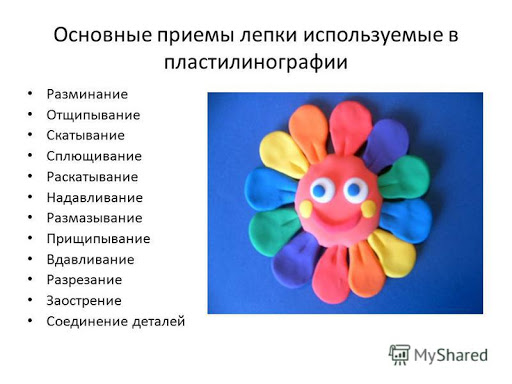 Основные приемы лепки используемые в
пластилинографии
• Разминание
• Отщипывание
• Скатывание
• Сплющивание
• Раскатывание
• Надавливание
• Размазывание
• Прищипывание
• Вдавливание
• Разрезание
• Заострение
• Соединение деталей
MyShared